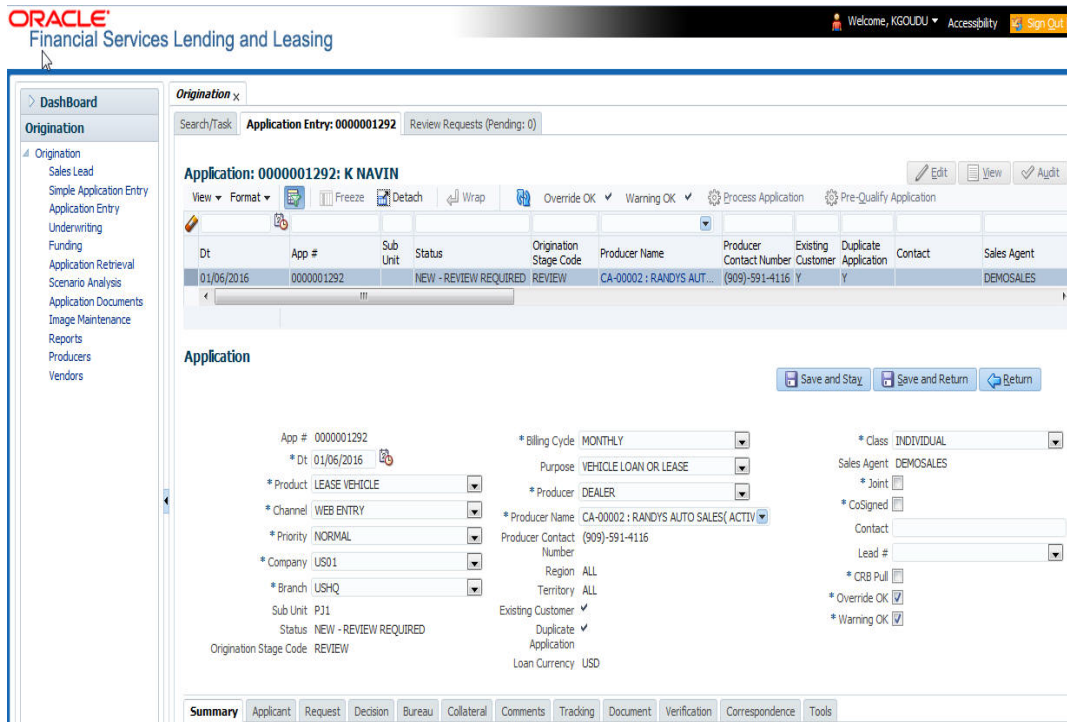 ORACLE®
Financial Services Lending and Leasing
Welcome, KGOUDU Accessibility Sign Out
DashBoard
Origination
Origination
Sales Lead
Simple Application Entry
Application Entry
Underwriting
Funding
Application Retrieval
Scenario Analysis
Application Documents
Image Maintenance
Reports
Producers
Vendors
Origination x
Search/Task Application Entry: 0000001292 Review Requests (Pending: 0)
Application: 0000001292: K NAVIN
Edit View Audit
View Format Freeze Detach Wrap Override OK Warning OK Process Application Pre-Qualify Application
Dt App # Sub Unit Status Origination Stage Code Producer Name Producer Contact Number Existing Customer Duplicate Application Contact Sales Agent
01/06/2016 0000001292 NEW - REVIEW REQUIRED REVIEW CA-00002 : RANDYS AUT... (909)-591-4116 Y Y DEMOSALES
Application
Save and Stay Save and Return Return
App # 0000001292
* Dt 01/06/2016
* Product LEASE VEHICLE
* Channel WEB ENTRY
* Priority NORMAL
* Company US01
* Branch USHQ
Sub Unit PJ1
Status NEW - REVIEW REQUIRED
Origination Stage Code REVIEW
* Billing Cycle MONTHLY
Purpose VEHICLE LOAN OR LEASE
* Producer DEALER
* Producer Name CA-00002 : RANDYS AUTO SALES( ACTIV
Producer Contact (909)-591-4116
Number
Region ALL
Territory ALL
Existing Customer
Duplicate
Application
Loan Currency USD
* Class INDIVIDUAL
Sales Agent DEMOSALES
* Joint
* CoSigned
Contact
Lead #
* CRB Pull
* Override OK
* Warning OK
Summary Applicant Request Decision Bureau Collateral Comments Tracking Document Verification Correspondence Tools